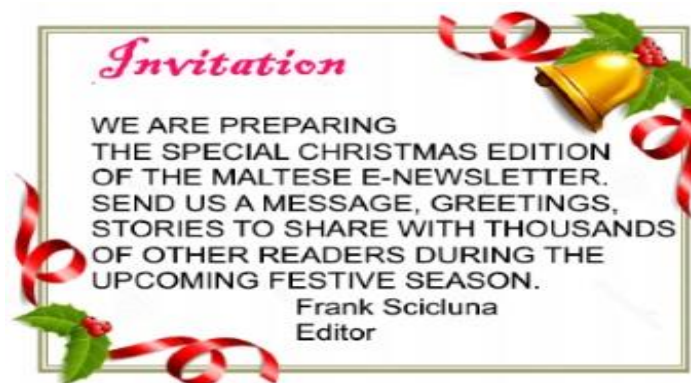 Invitation
WE ARE PREPARING
THE SPECIAL CHRISTMAS EDITION
OF THE MALTESE E-NEWSLETTER.
SEND US A MESSAGE, GREETINGS,
STORIES TO SHARE WITH THOUSANDS
OF OTHER READERS DURING THE
UPCOMING FESTIVE SEASON.
Frank Scicluna
Editor